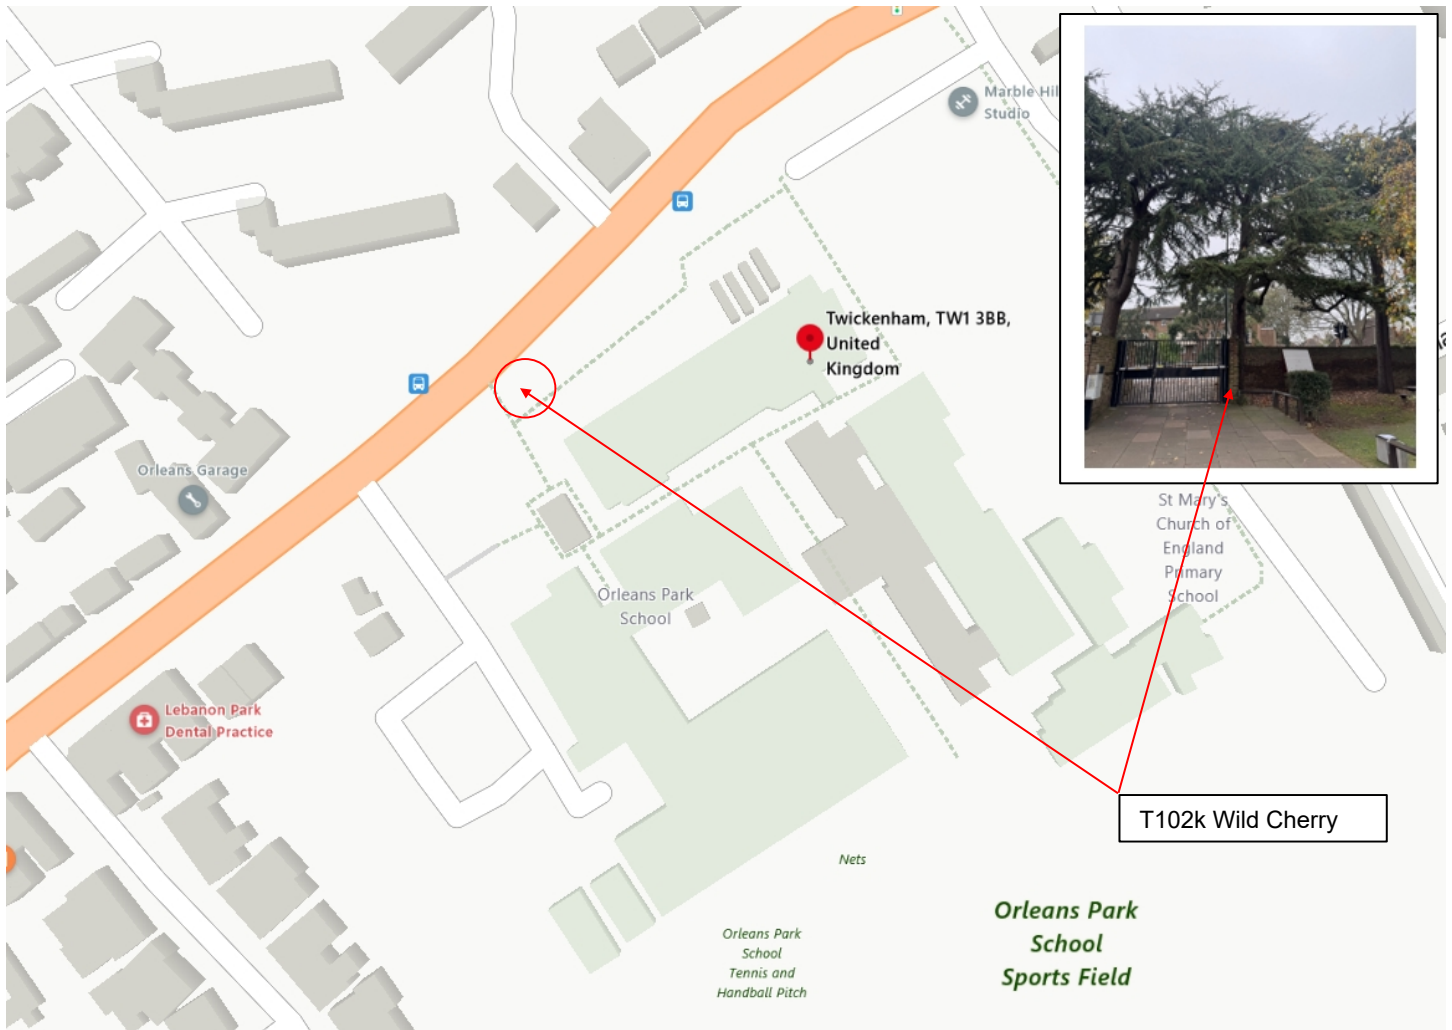 Marble Hil
Studio
Twickenham, TW1 3BB,
United
Kingdom
Orleans Garage
St Mary's
Church of
England
Primary
School
Orleans Park
School
Lebanon Park
Dental Practice
T102k Wild Cherry
Nets
Orleans Park
School
Sports Field
Orleans Park
School
Tennis and
Handball Pitch